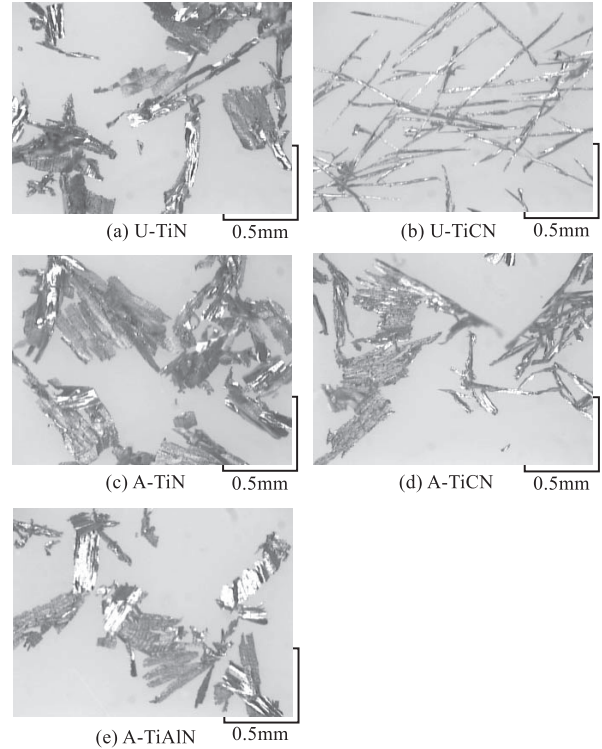 (a) U-TiN
0.5mm
(b) U-TiCN
0.5mm
(c) A-TiN
0.5mm
(d) A-TiCN
0.5mm
(e) A-TiAlN
0.5mm